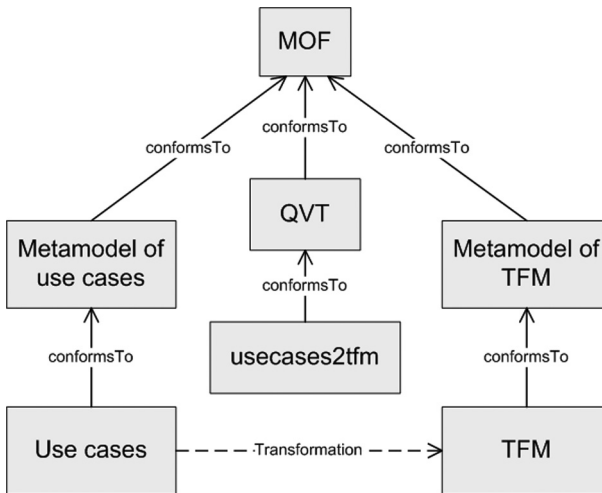 MOF
conformsTo
conformsTo
conformsTo
QVT
Metamodel of
use cases
Metamodel of
TFM
conformsTo
usecases2tfm
conformsTo
conformsTo
Use cases
Transformation
TFM